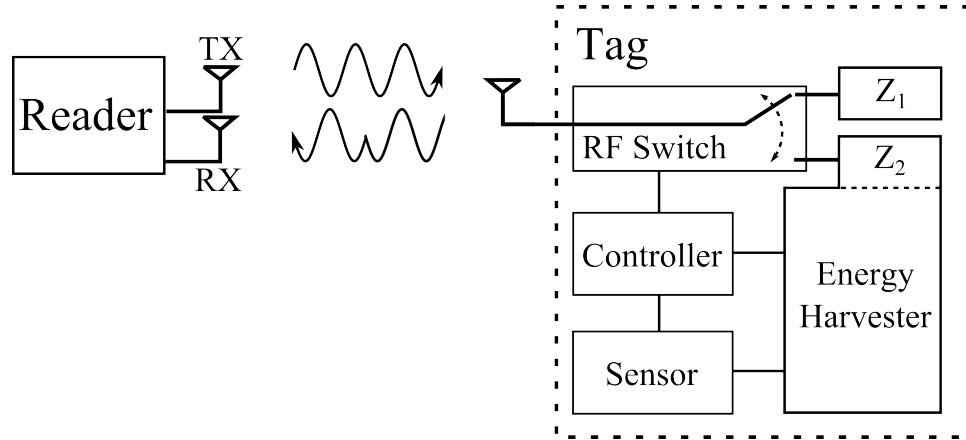 Reader
TX
RX
Tag
RF Switch
Z1
Z2
Controller
Sensor
Energy
Harvester